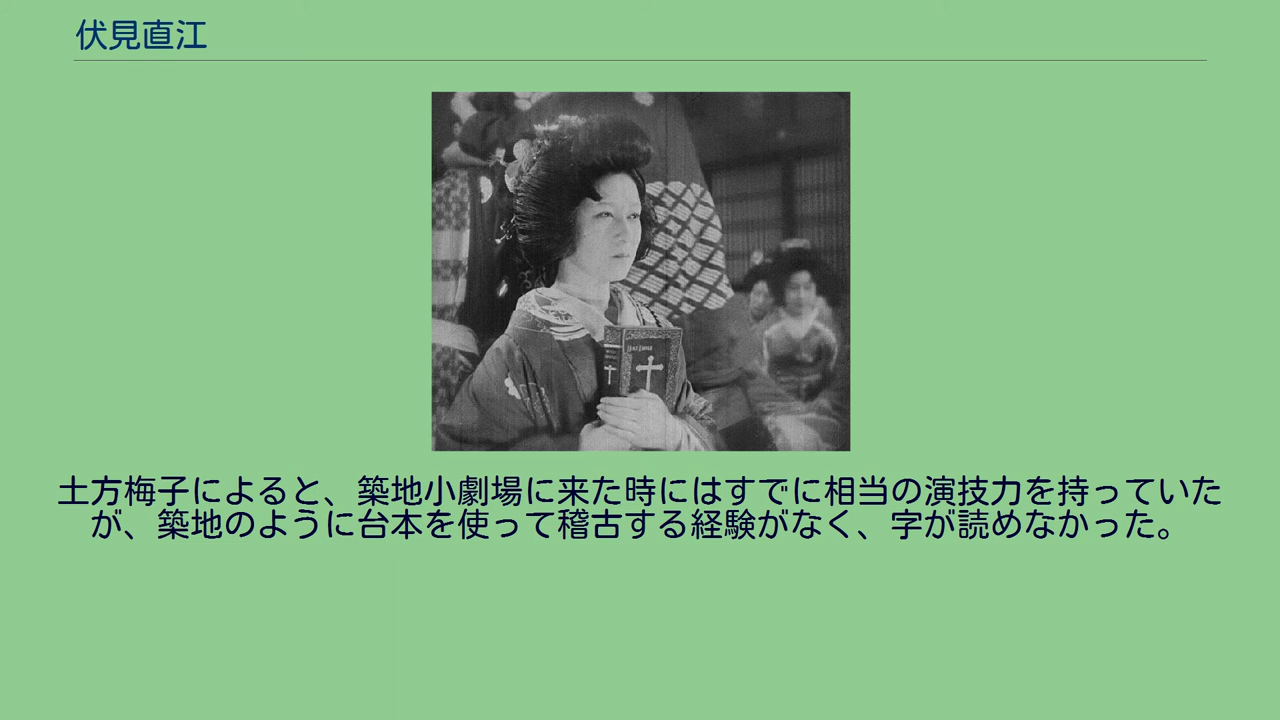 伏見直江
土方梅子によると、築地小劇場に来た時にはすでに相当の演技力を持っていた
が、築地のように台本を使って稽古する経験がなく、字が読めなかった。